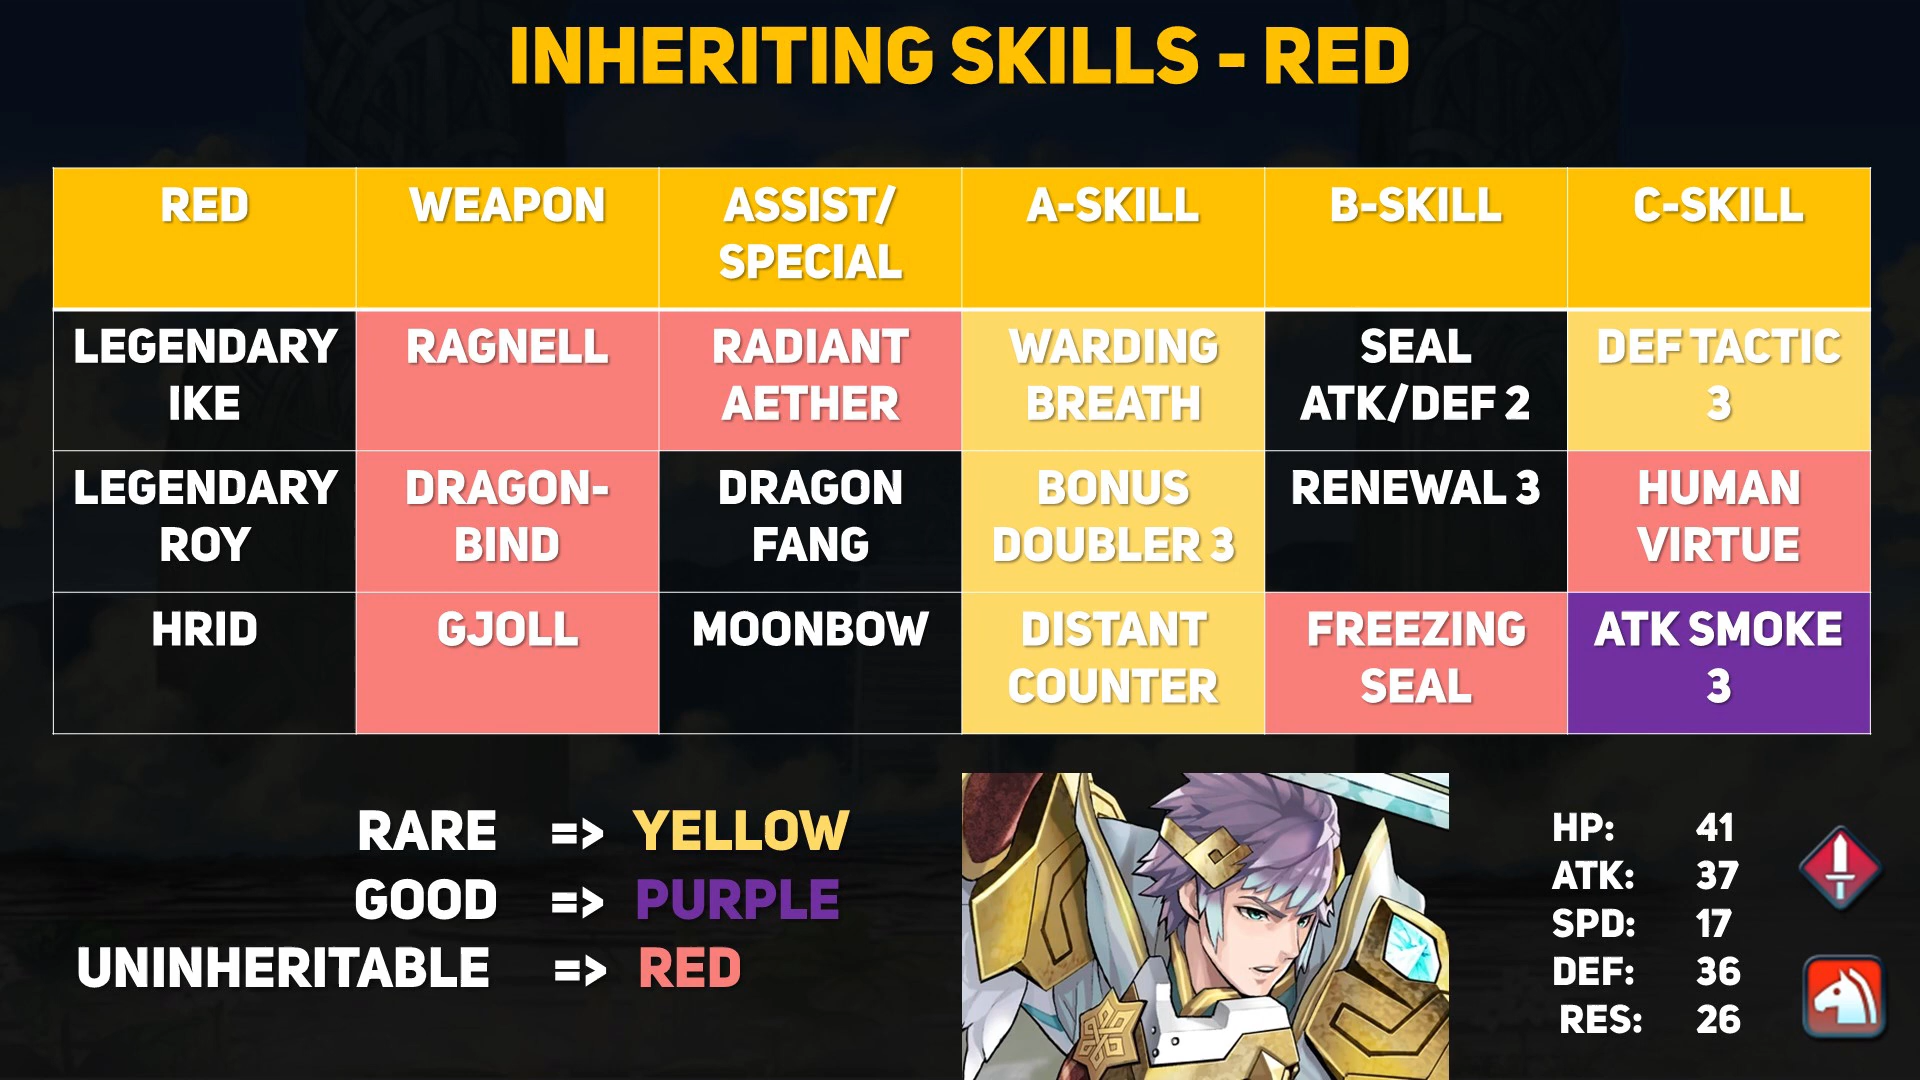 INHERITING SKILLS - RED
RED
WEAPON
ASSIST/
SPECIAL
A-SKILL
B-SKILL
C-SKILL
LEGENDARY
IKE
RAGNELL
RADIANT
AETHER
WARDING
BREATH
SEAL
ATK/DEF 2
DEF TACTIC
3
LEGENDARY
ROY
DRAGON-
BIND
DRAGON
FANG
BONUS
DOUBLER 3
RENEWAL 3
HUMAN
VIRTUE
HRID
GJOLL
MOONBOW
DISTANT
COUNTER
FREEZING
SEAL
ATK SMOKE
3
RARE => YELLOW
GOOD => PURPLE
UNINHERITABLE => RED
HP: 41
ATK: 37
SPD: 17
DEF: 36
RES: 26